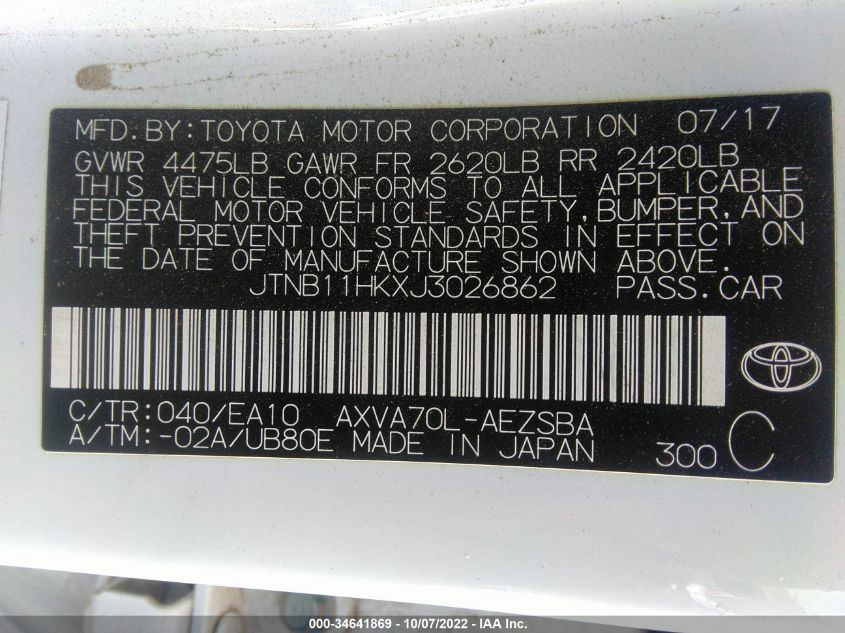 MFD.BY:TOYOTA MOTOR CORPORATION 07/17
GVWR 4475LB GAWR FR 2620LB RR 2420LB
THIS VEHICLE CONFORMS TO ALL APPLICABLE
FEDERAL MOTOR VEHICLE SAFETY,BUMPER,AND
THEFT PREVENTION STANDARDS IN EFFECT ON
THE DATE OF MANUFACTURE SHOWN ABOVE.
JTNB11HKXJ3026862 PASS.CAR
C/TR:040/EA10 AXVA70L-AEZSBA
A/TM:-02A/UB80E MADE IN JAPAN 300 C
000-34641869 - 10/07/2022 - IAA Inc.